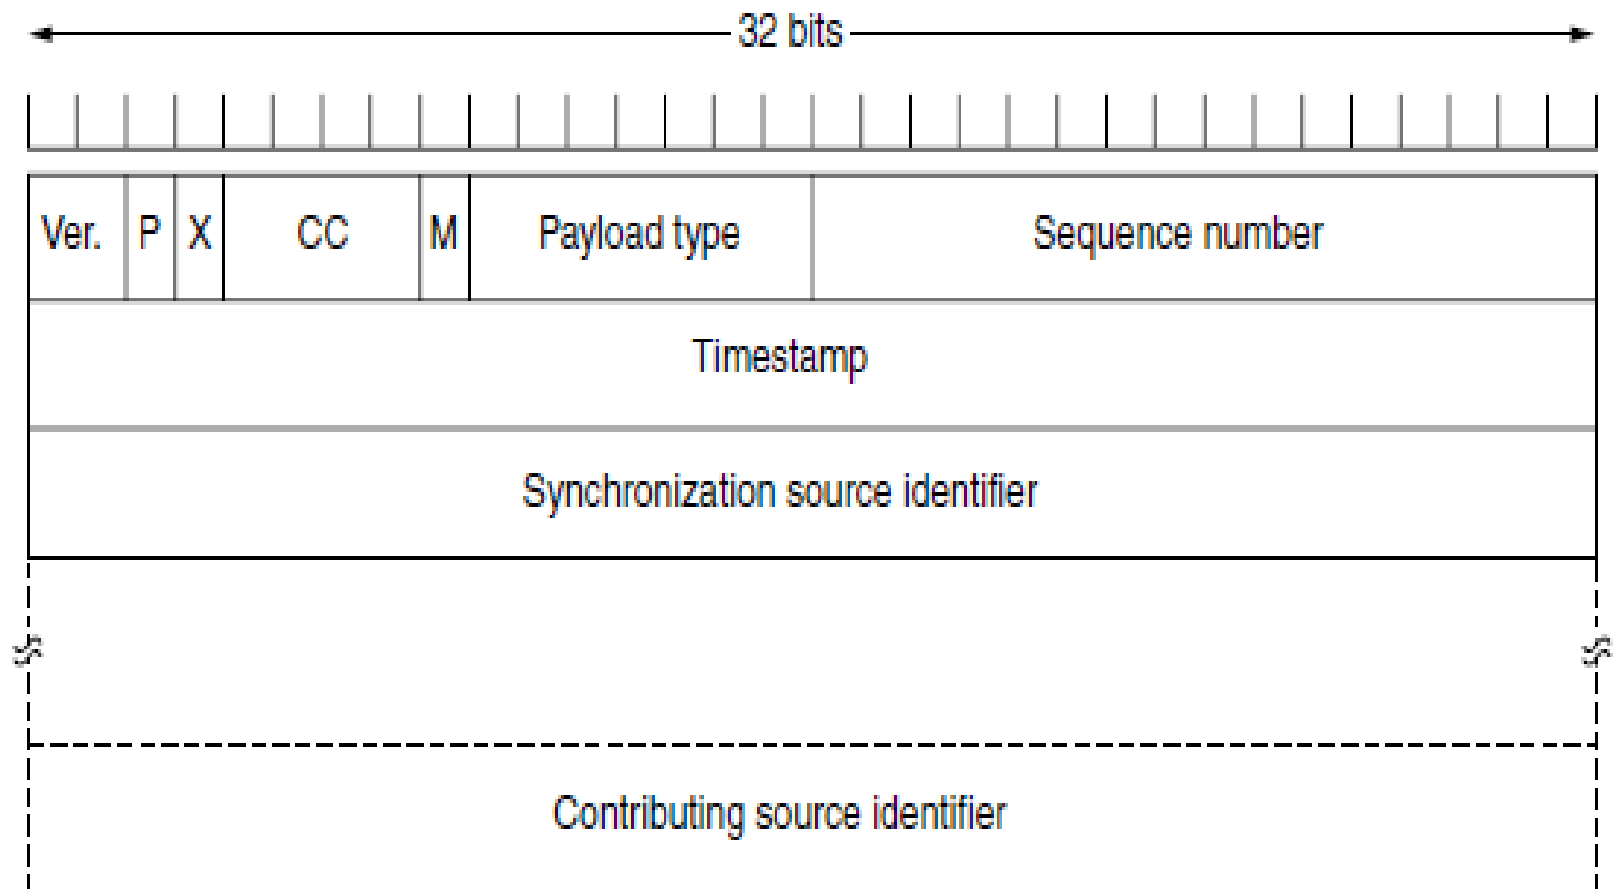 32 bits
Ver. P X CC M Payload type Sequence number
Timestamp
Synchronization source identifier
Contributing source identifier